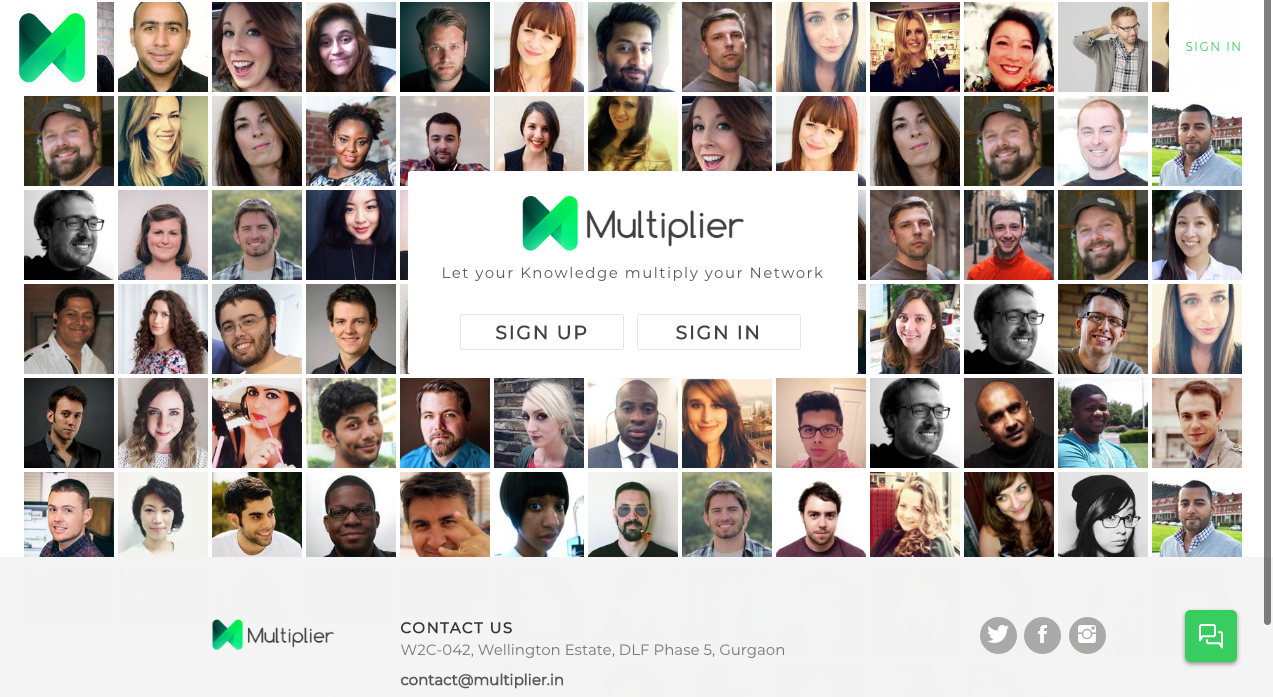 SIGN IN
Multiplier
Let your Knowledge multiply your Network
SIGN UP
SIGN IN
Multiplier
CONTACT US
W2C-042, Wellington Estate, DLF Phase 5, Gurgaon
contact@multiplier.in